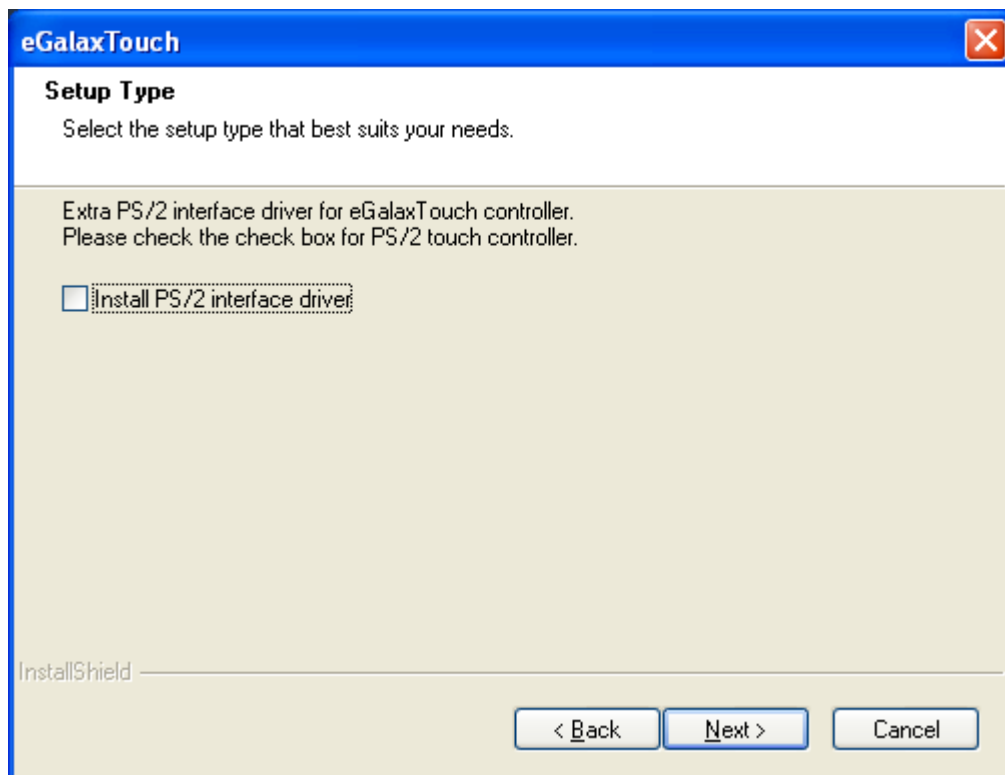 eGalaxTouch
Setup Type
Select the setup type that best suits your needs.
Extra PS/2 interface driver for eGalaxTouch controller.
Please check the check box for PS/2 touch controller.
Install PS/2 interface driver
InstallShield
< Back
Next >
Cancel